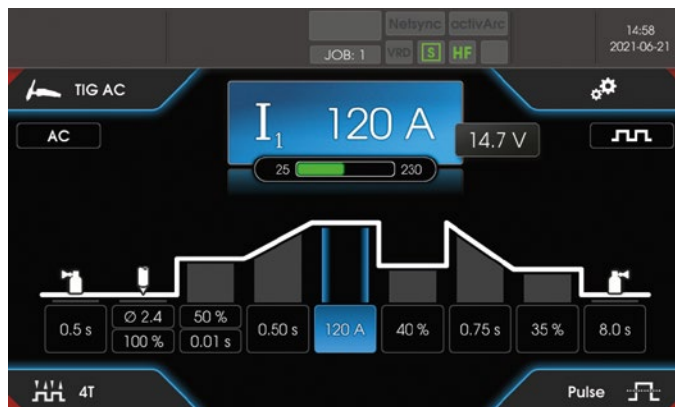 Netsync activArc
14:58
JOB: 1 VRD S HF
2021-06-21
TIG AC
I1 120 A
AC
14.7 V
25 230
0.5 s
Ø 2.4
100 %
50 %
0.01 s
0.50 s
120 A
40 %
0.75 s
35 %
8.0 s
4T
Pulse